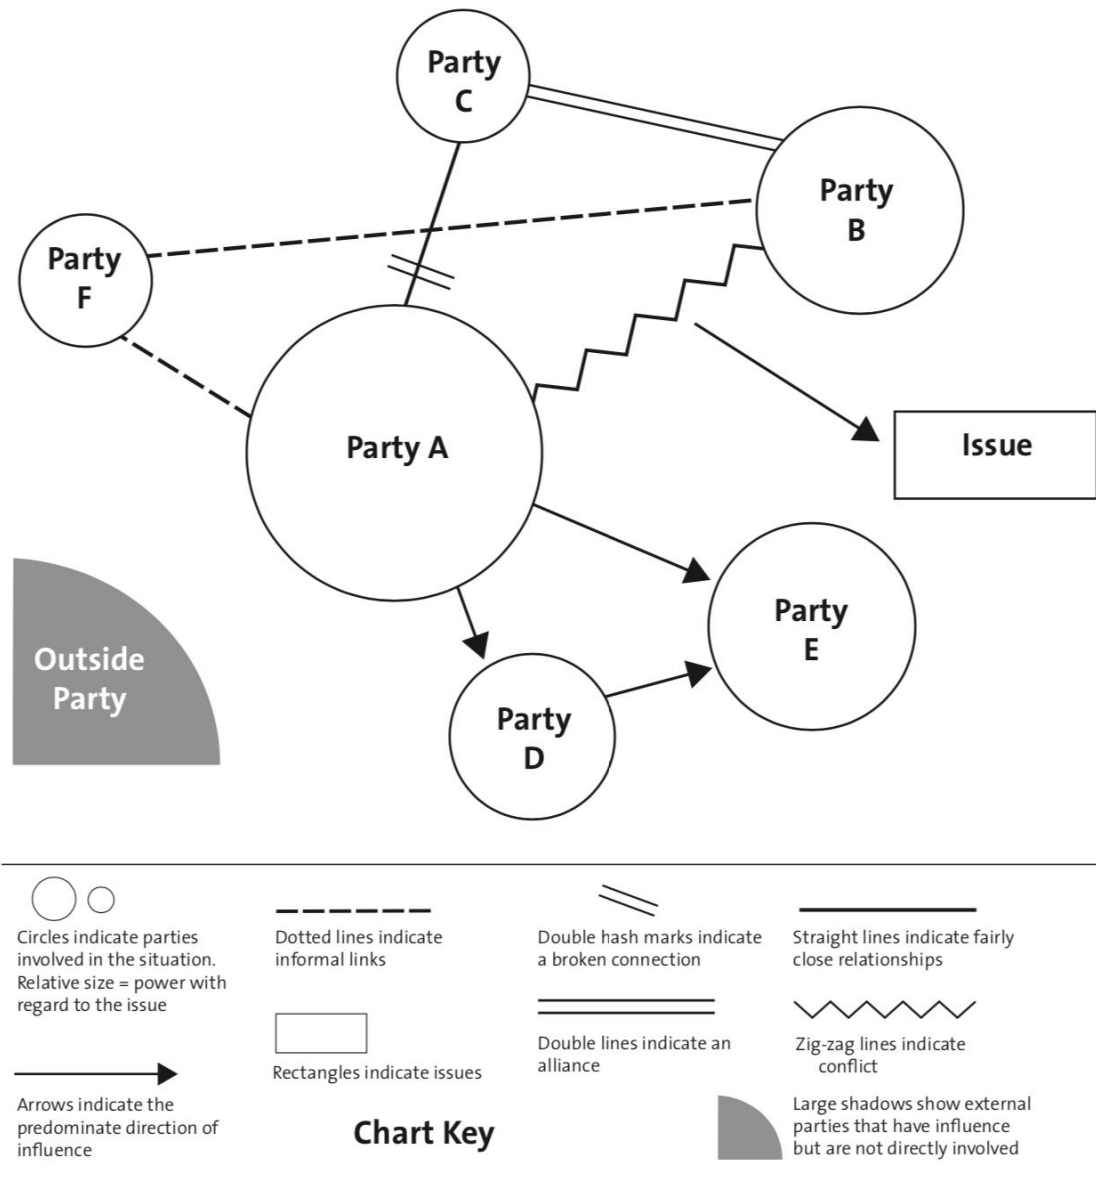 Party
C
Party
B
Party
F
Party A
Issue
Party
E
Outside
Party
Party
D
Circles indicate parties
involved in the situation.
Relative size = power with
regard to the issue
Dotted lines indicate
informal links
Double hash marks indicate
a broken connection
Straight lines indicate fairly
close relationships
Rectangles indicate issues
Double lines indicate an
alliance
Zig-zag lines indicate
conflict
Arrows indicate the
predominate direction of
influence
Chart Key
Large shadows show external
parties that have influence
but are not directly involved